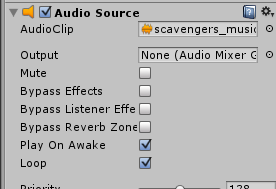 Audio Source
AudioClip scavengers_music
Output None (Audio Mixer G
Mute
Bypass Effects
Bypass Listener Effe
Bypass Reverb Zone
Play On Awake
Loop
Priority 128